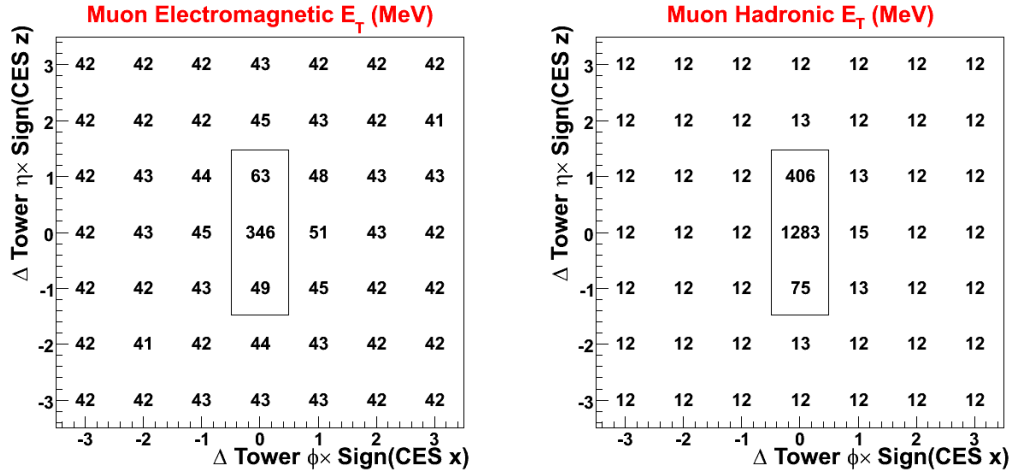 Muon Electromagnetic E_T (MeV)
Δ Tower η× Sign(CES z)
3 42 42 42 43 42 42 42
2 42 42 42 45 43 42 41
1 42 43 44 63 48 43 43
0 42 43 45 346 51 43 42
-1 42 42 43 49 45 42 42
-2 42 41 42 44 43 42 42
-3 42 42 43 43 43 42 42
-3 -2 -1 0 1 2 3
Δ Tower φ× Sign(CES x)
Muon Hadronic E_T (MeV)
Δ Tower η× Sign(CES z)
3 12 12 12 12 12 12 12
2 12 12 12 13 12 12 12
1 12 12 12 406 13 12 12
0 12 12 12 1283 15 12 12
-1 12 12 12 75 13 12 12
-2 12 12 12 13 12 12 12
-3 12 12 12 12 12 12 12
-3 -2 -1 0 1 2 3
Δ Tower φ× Sign(CES x)